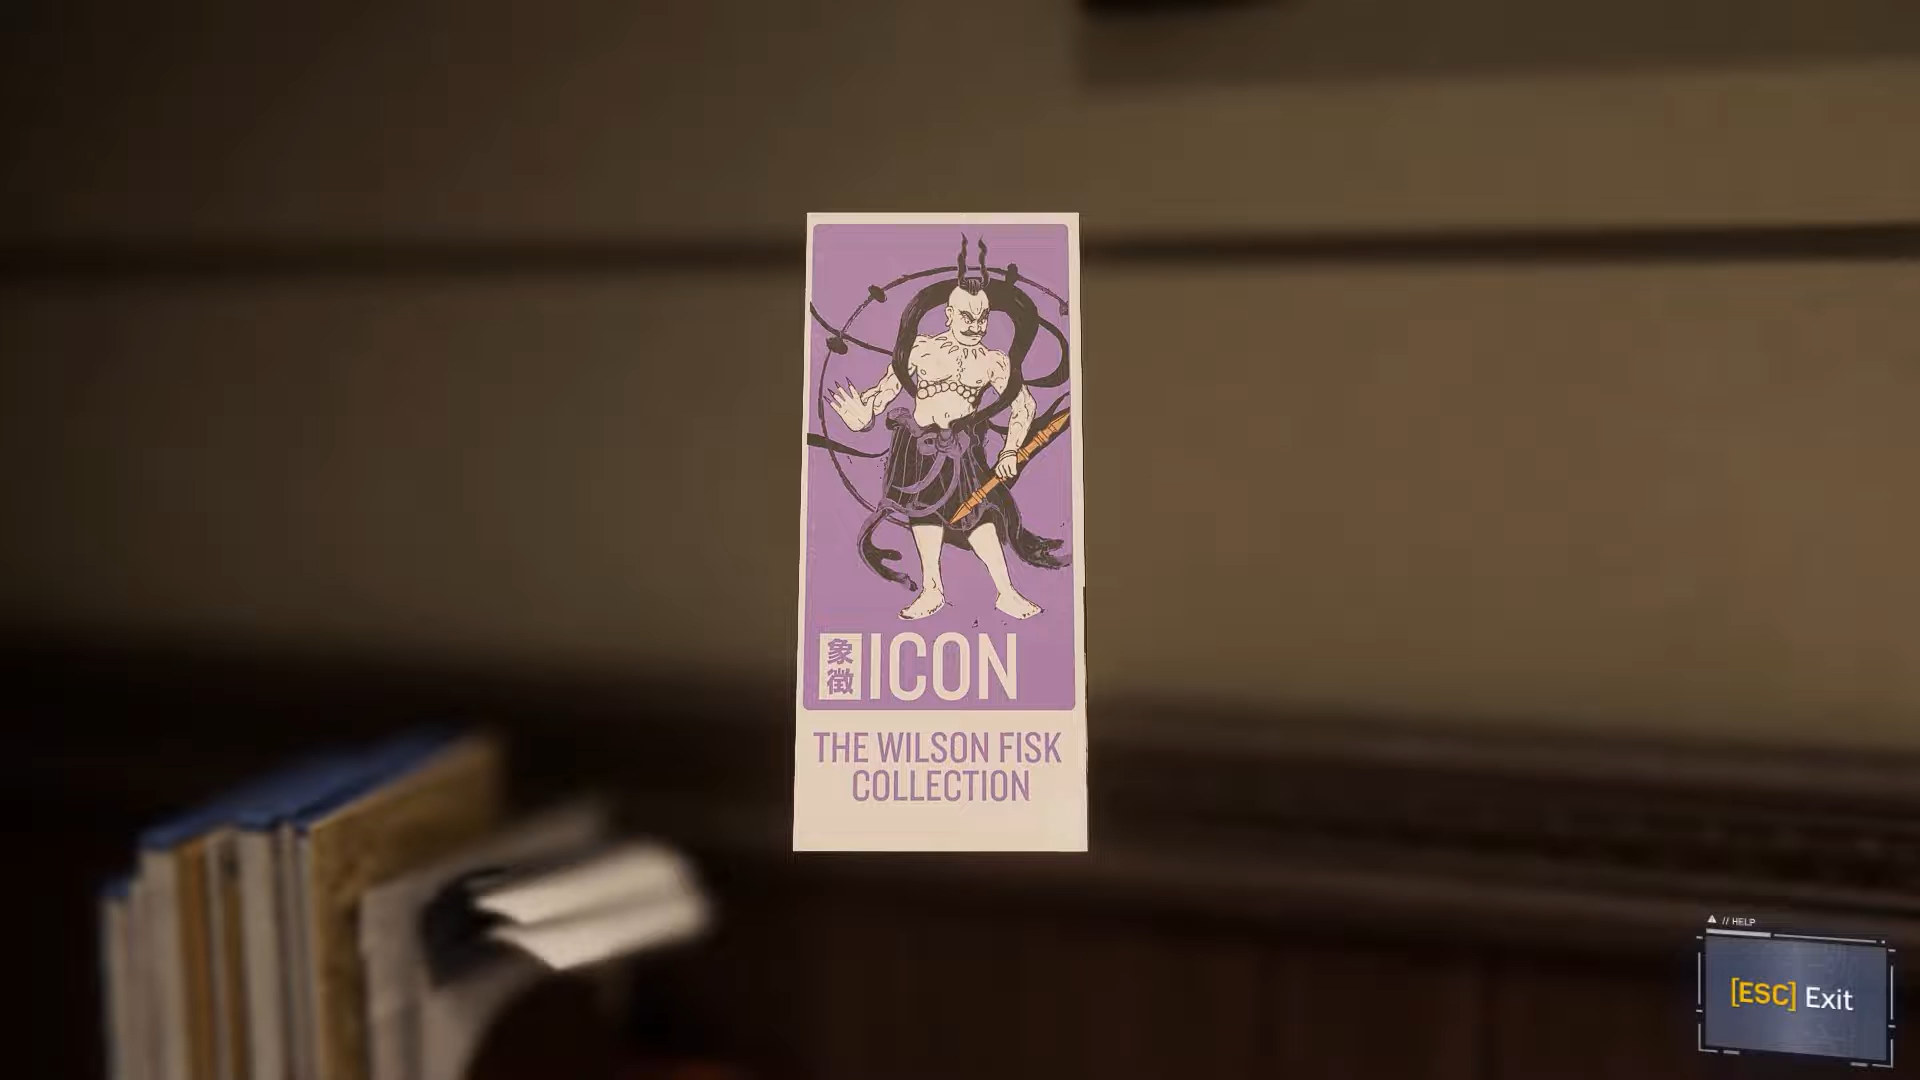 象
徵
ICON
THE WILSON FISK
COLLECTION
// HELP
[ESC] Exit